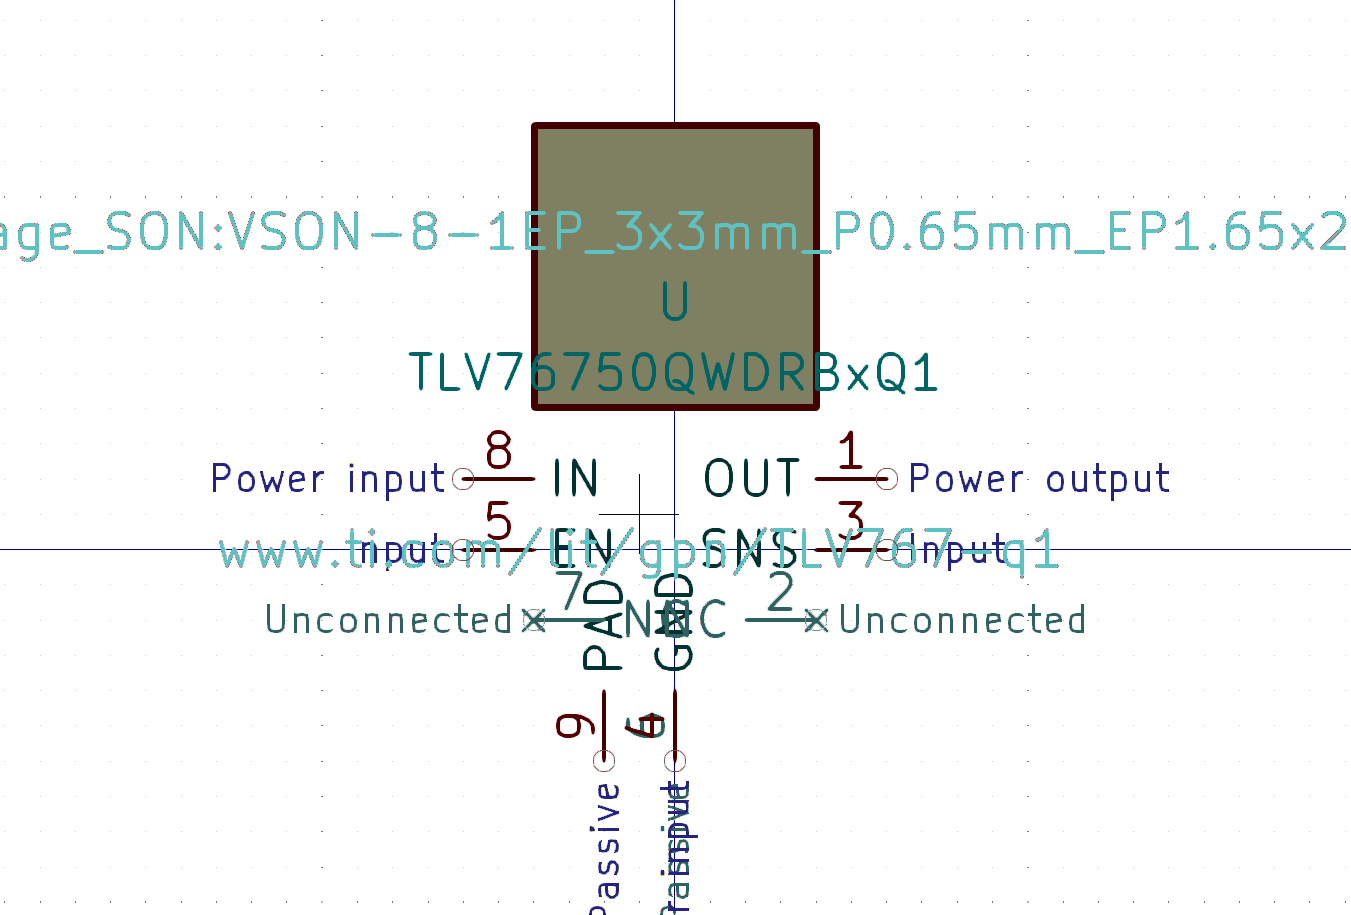 age_SON:VSON-8-1EP_3x3mm_P0.65mm_EP1.65x2
U
TLV76750QWDRBxQ1
8 1
Power input IN OUT Power output
5 3
Input EN SNS Input
www.ti.com/lit/gpn/TLV767-q1
7 2
Unconnected NC NC Unconnected
PAD GND
9 4 6
Passive input Passive